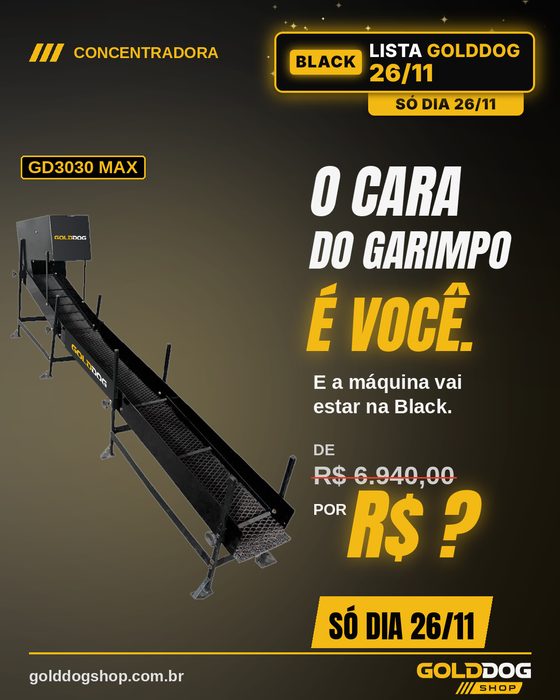 /// CONCENTRADORA
BLACK LISTA GOLDDOG
26/11
SÓ DIA 26/11
GD3030 MAX
GOLDDOG
GOLDDOG
O CARA
DO GARIMPO
É VOCÊ.
E a máquina vai
estar na Black.
DE
R$ 6.940,00
POR R$ ?
SÓ DIA 26/11
golddogshop.com.br
GOLDDOG
SHOP